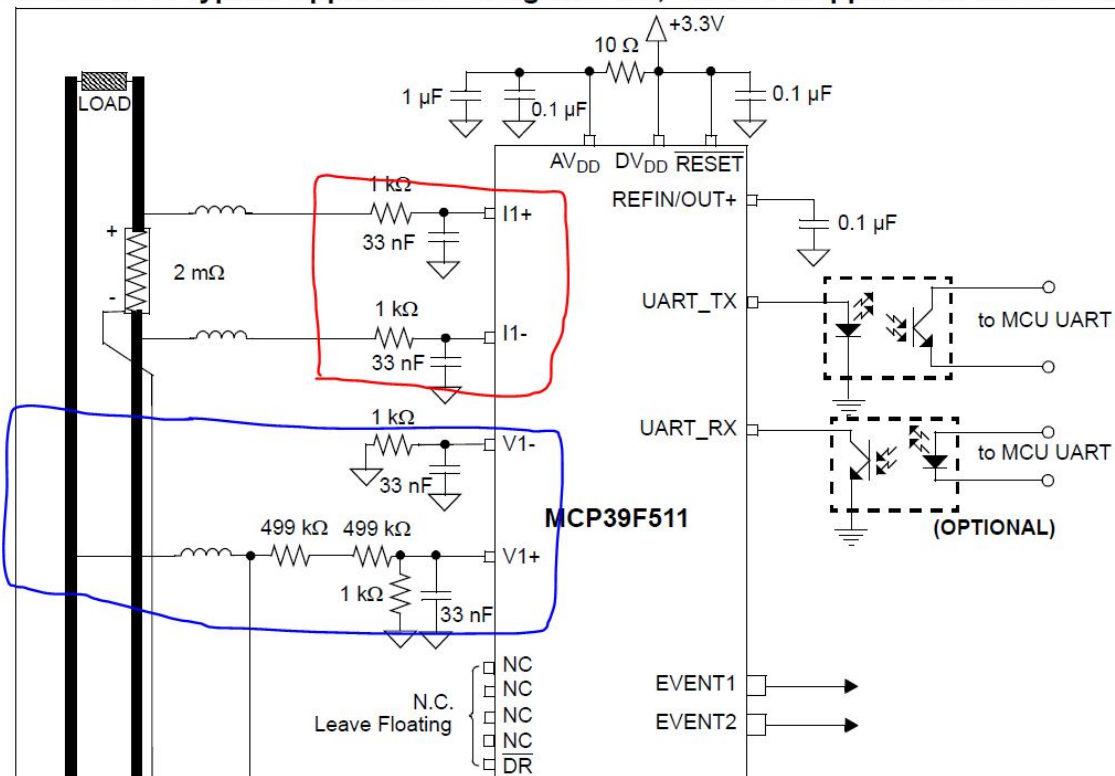 +3.3V
10 Ω
1 µF
0.1 µF
0.1 µF
LOAD
AVDD DVDD RESET
1 kΩ
REFIN/OUT+
I1+
0.1 µF
33 nF
+
2 mΩ
-
UART_TX
to MCU UART
1 kΩ
I1-
33 nF
1 kΩ
UART_RX
V1-
to MCU UART
33 nF
MCP39F511
(OPTIONAL)
499 kΩ 499 kΩ
V1+
1 kΩ
33 nF
NC
NC
N.C.
Leave Floating
NC
NC
DR
EVENT1
EVENT2